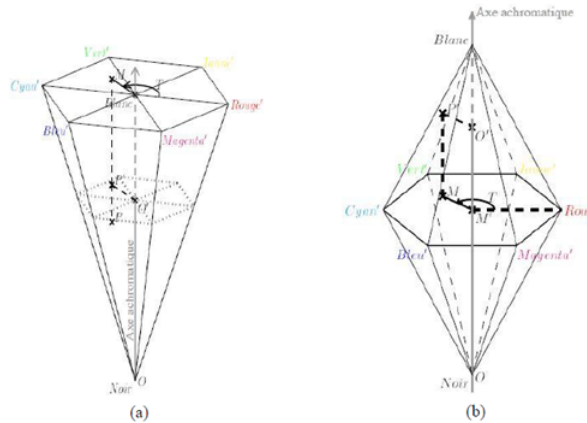 Vert'
Jaune'
M
T
Cyan'
Blanc
Rouge'
Bleu'
Magenta'
P'
O'
P
Axe achromatique
Noir
O
(a)
Axe achromatique
Blanc
P
O'
Vert'
Jaune'
M
T
Cyan'
M'
Rou
Bleu'
Magenta'
Noir
O
(b)